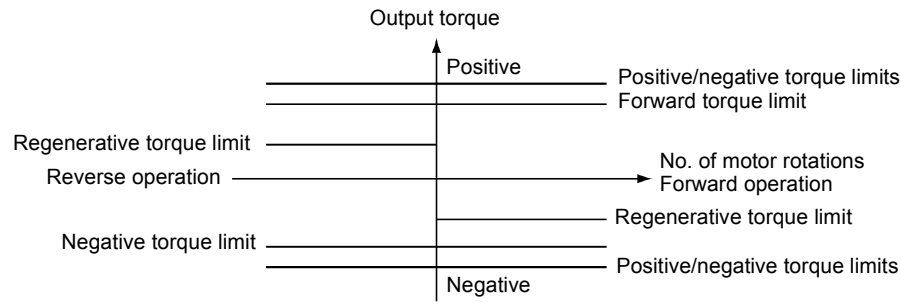 Output torque
Positive
Positive/negative torque limits
Forward torque limit
Regenerative torque limit
Reverse operation
No. of motor rotations
Forward operation
Regenerative torque limit
Negative torque limit
Positive/negative torque limits
Negative